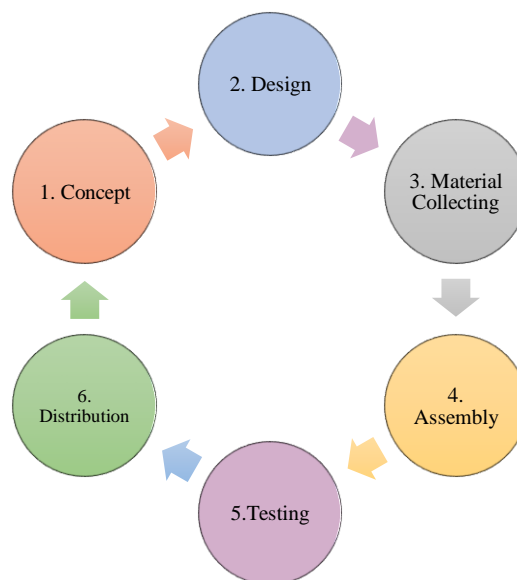 1. Concept
2. Design
3. Material
Collecting
4.
Assembly
5.Testing
6.
Distribution